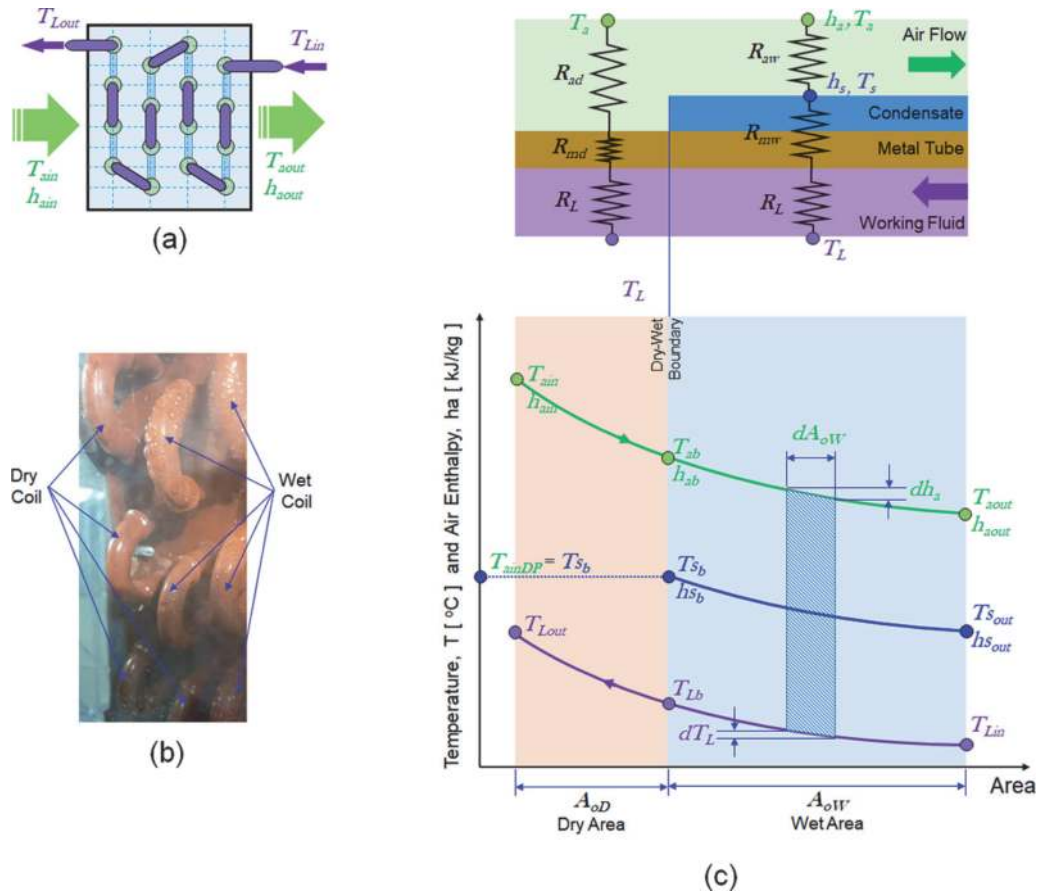 T_Lout
T_Lin
T_ain
h_ain
T_aout
h_aout
(a)
Dry
Coil
Wet
Coil
(b)
T_a
h_a, T_a
Air Flow
R_ad
R_aw
h_s, T_s
Condensate
R_md
R_mw
Metal Tube
R_L
R_L
Working Fluid
T_L
T_L
Temperature, T [ °C ] and Air Enthalpy, ha [ kJ/kg ]
Dry-Wet
Boundary
T_ain
h_ain
T_ab
h_ab
dA_oW
dh_a
T_aout
h_aout
T_ainDP = Ts_b
Ts_b
hs_b
Ts_out
hs_out
T_Lout
T_Lb
dT_L
T_Lin
Area
A_oD
Dry Area
A_oW
Wet Area
(c)